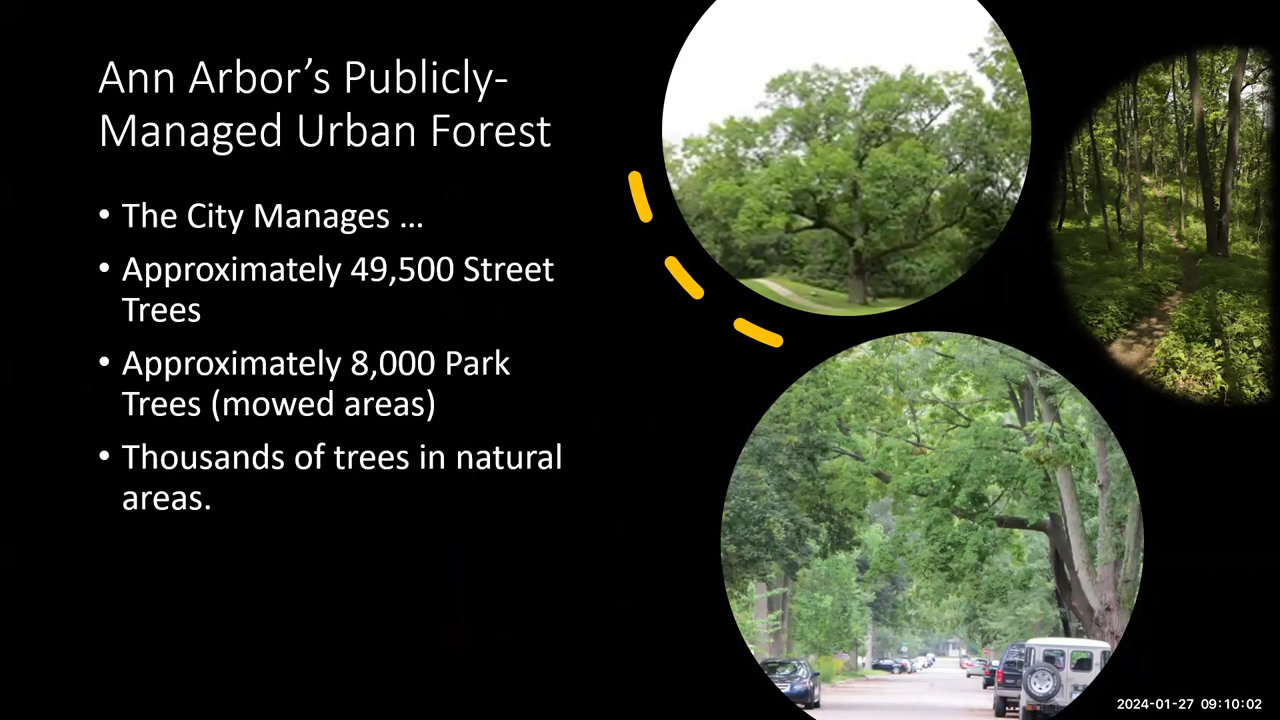 Ann Arbor’s Publicly-
Managed Urban Forest
• The City Manages …
• Approximately 49,500 Street
Trees
• Approximately 8,000 Park
Trees (mowed areas)
• Thousands of trees in natural
areas.
2024-01-27 09:10:02